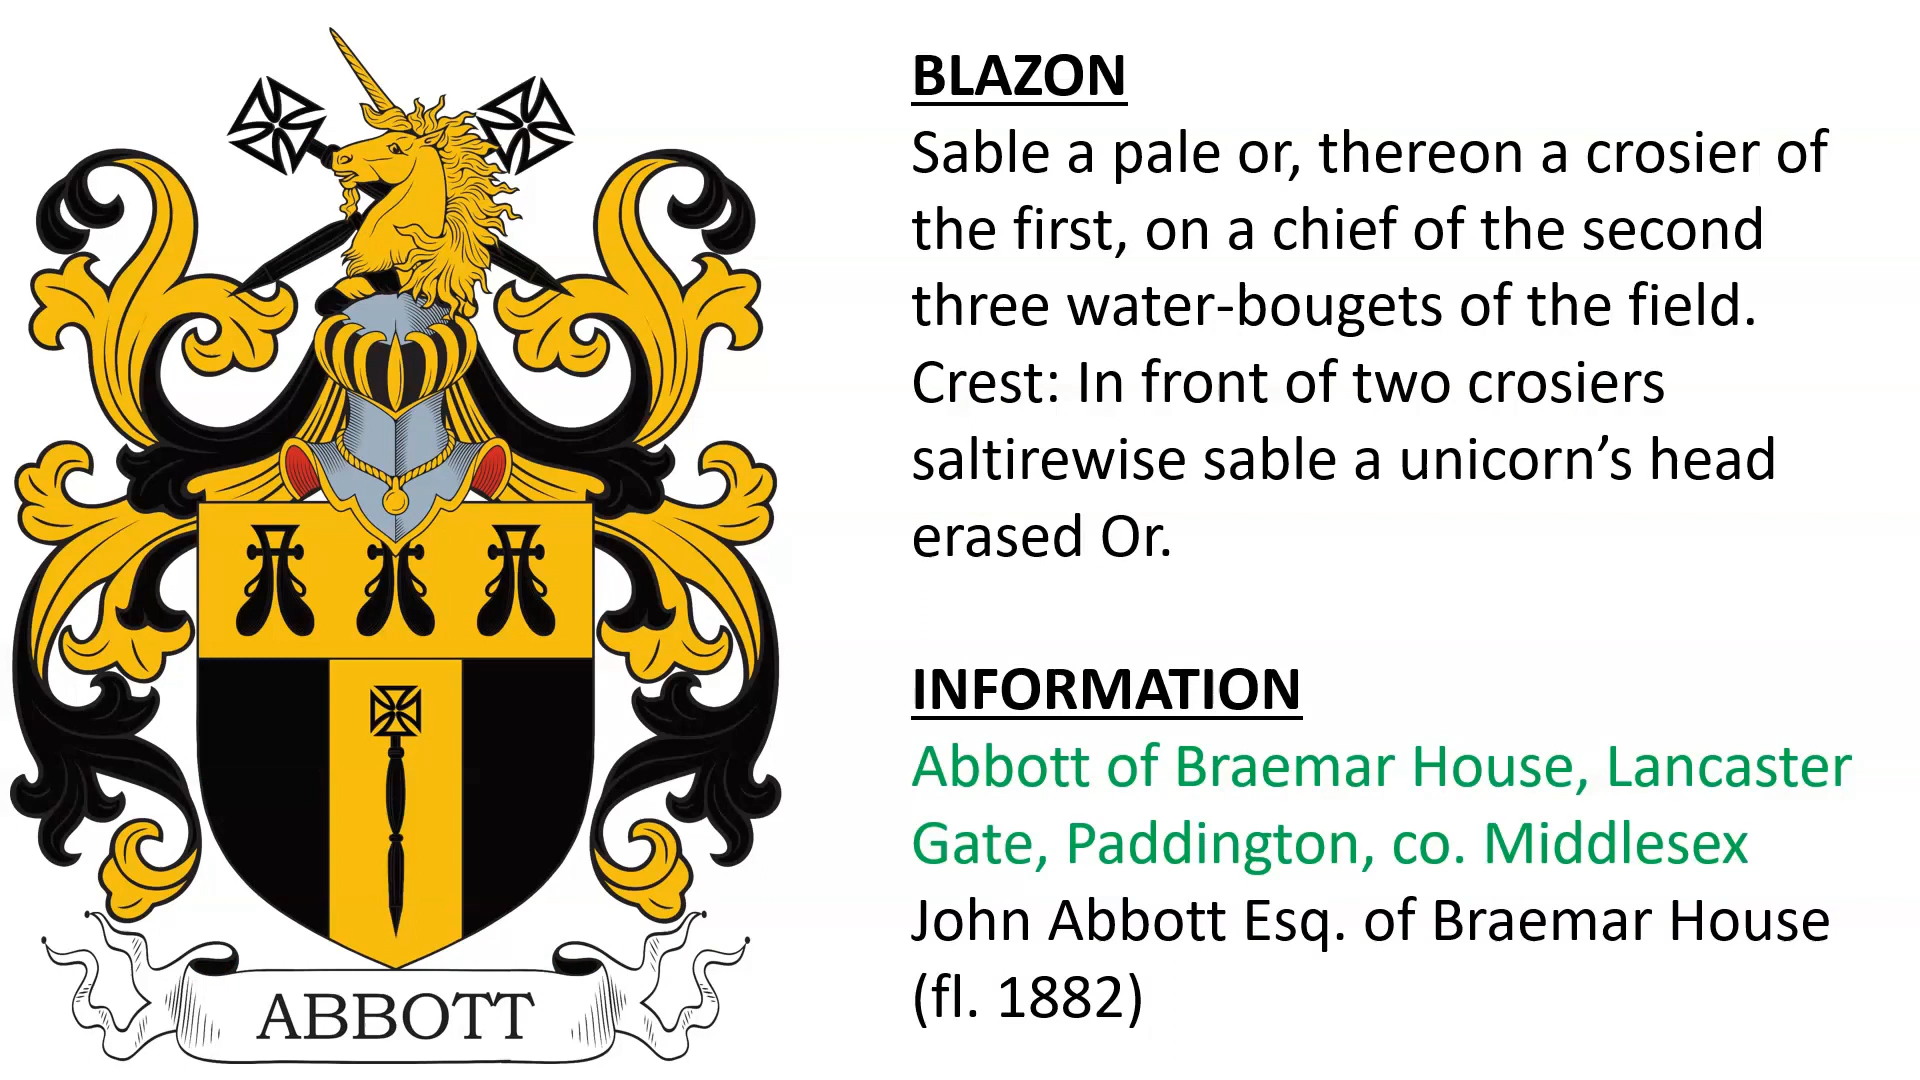 BLAZON
Sable a pale or, thereon a crosier of
the first, on a chief of the second
three water-bougets of the field.
Crest: In front of two crosiers
saltirewise sable a unicorn’s head
erased Or.
INFORMATION
Abbott of Braemar House, Lancaster
Gate, Paddington, co. Middlesex
John Abbott Esq. of Braemar House
(fl. 1882)
ABBOTT